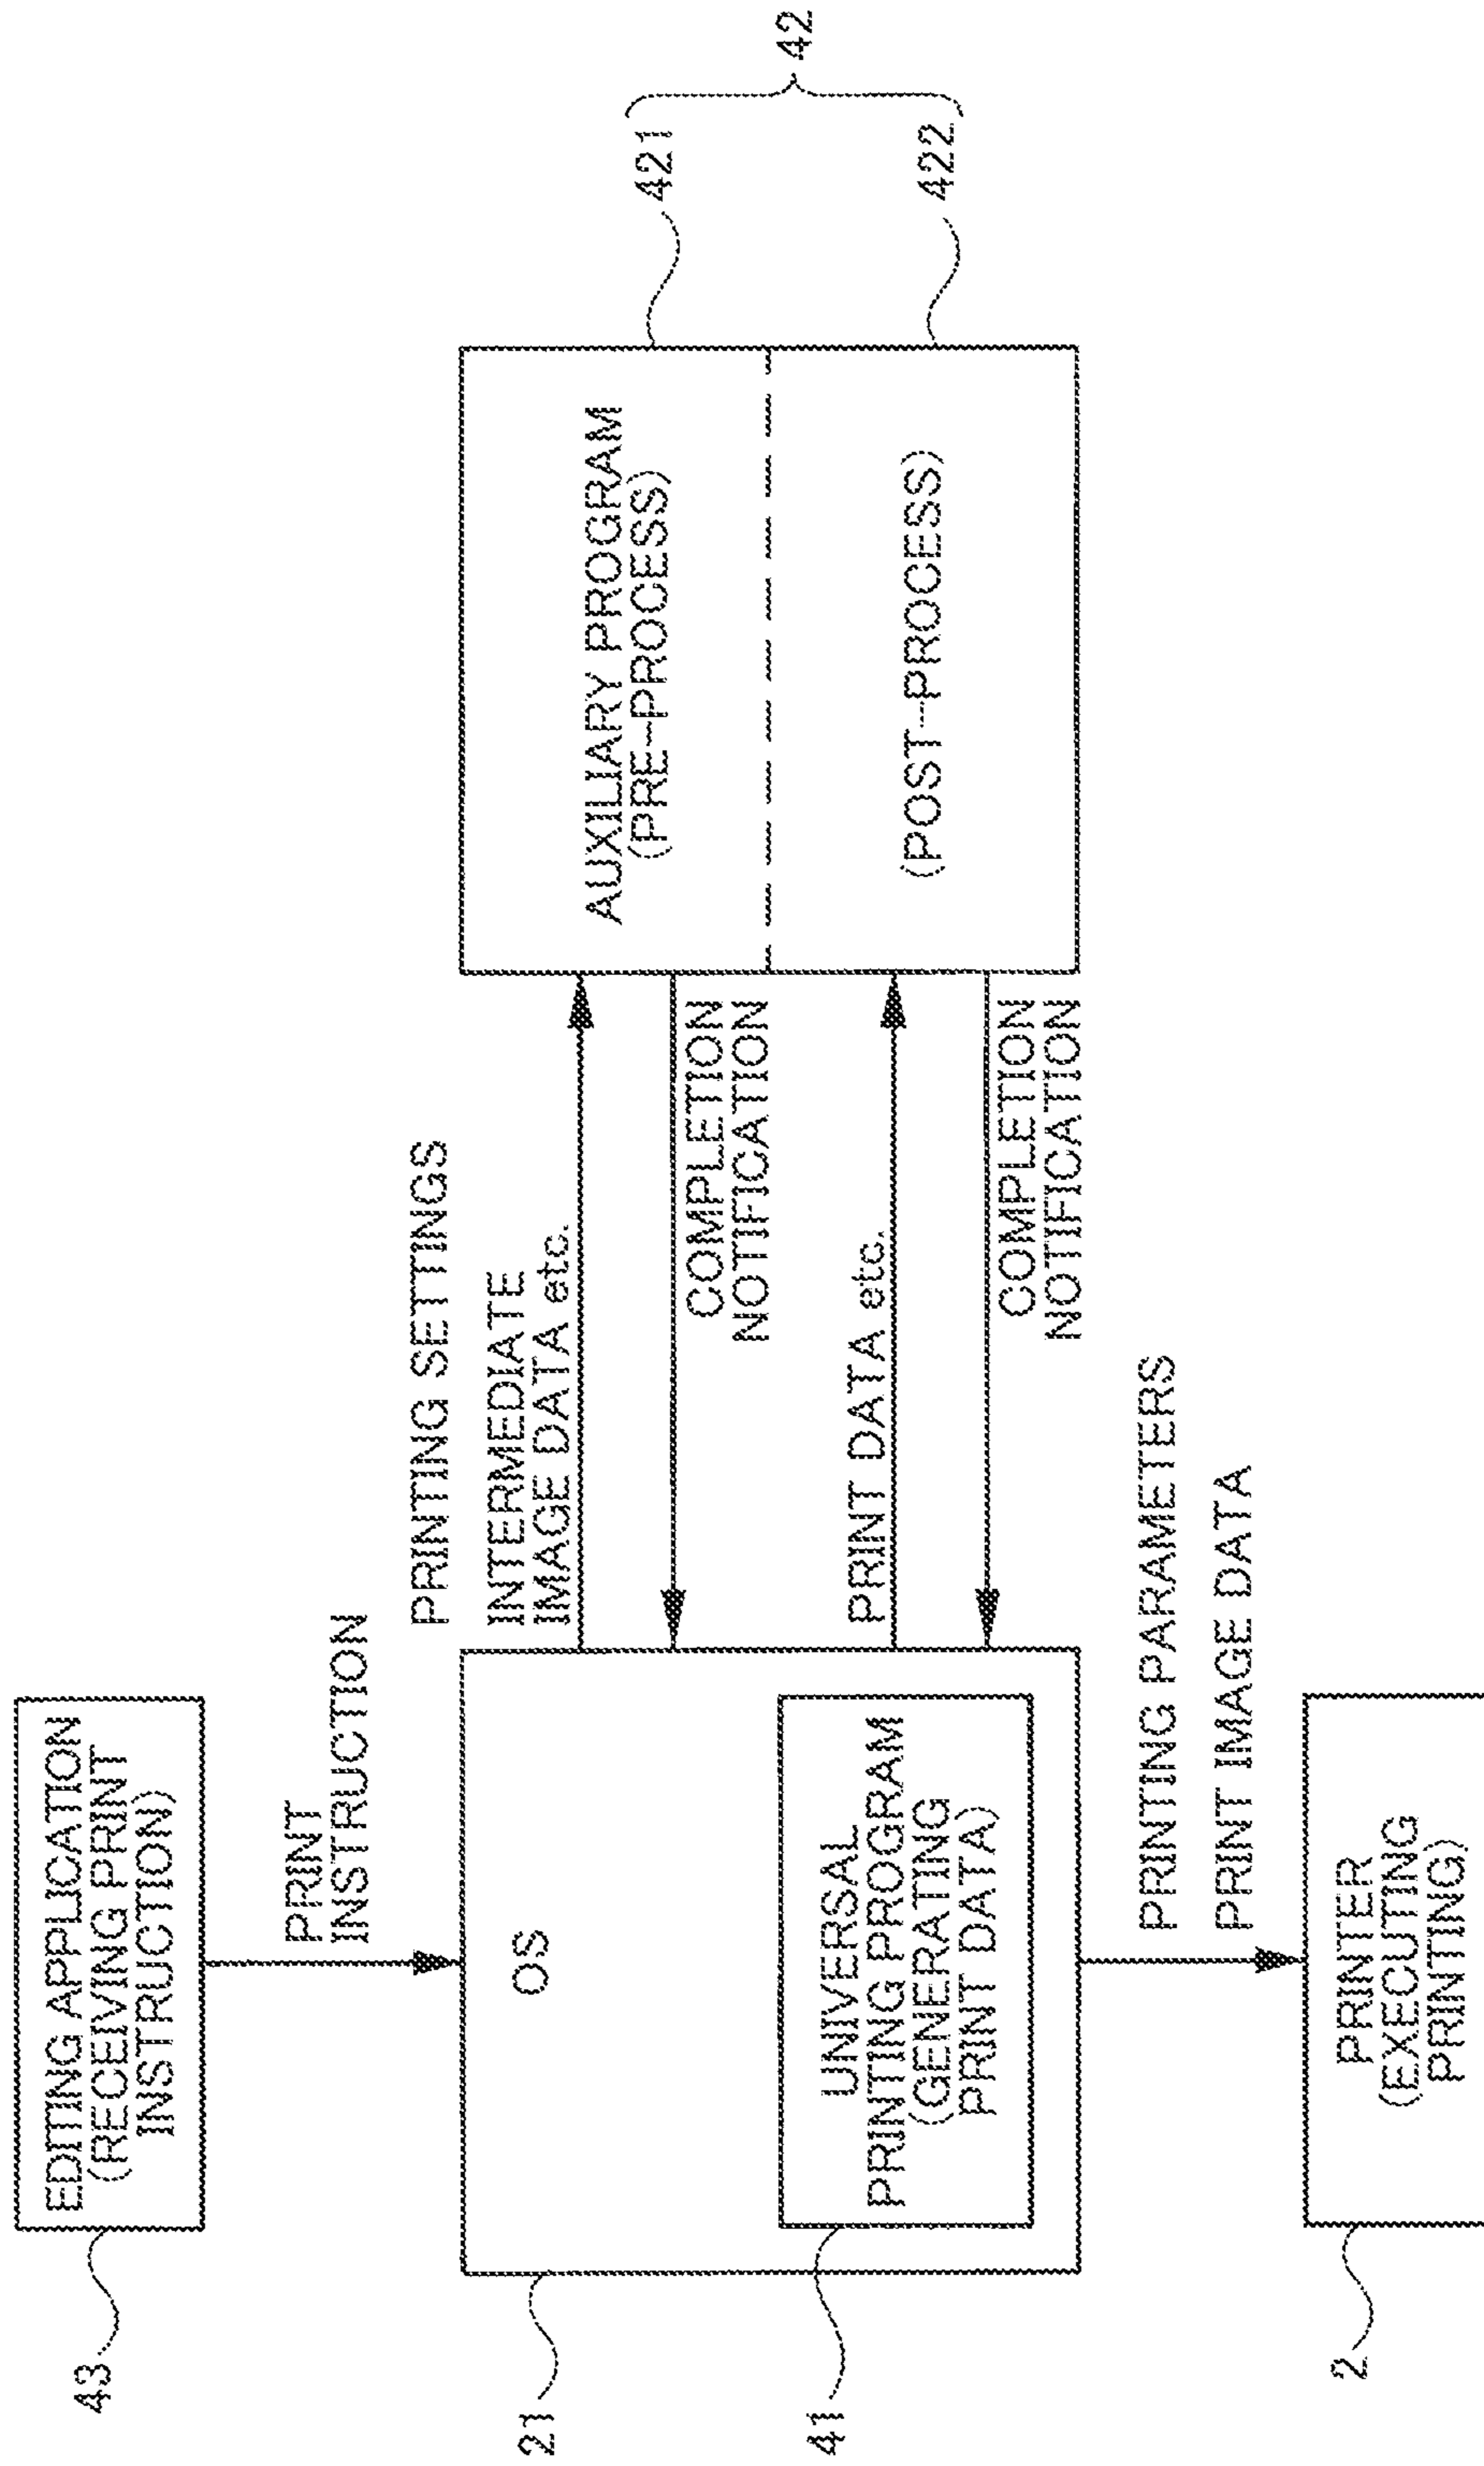 43
EDITING APPLICATION
(RECEIVING PRINT
INSTRUCTION)
PRINT
INSTRUCTION
21
OS
41
UNIVERSAL
PRINTING PROGRAM
(GENERATING
PRINT DATA)
PRINTING SETTINGS
INTERMEDIATE
IMAGE DATA etc.
COMPLETION
NOTIFICATION
PRINT DATA etc.
COMPLETION
NOTIFICATION
AUXILIARY PROGRAM
(PRE-PROCESS)
(POST-PROCESS)
421
422
42
PRINTING PARAMETERS
PRINT IMAGE DATA
2
PRINTER
(EXECUTING
PRINTING)